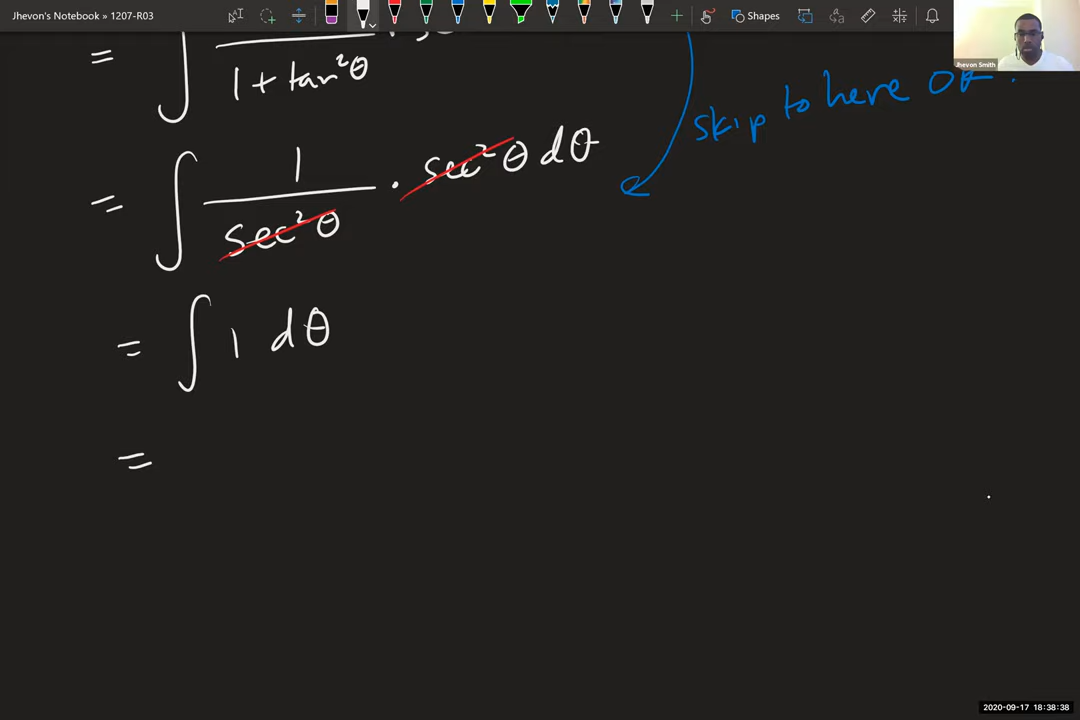 Jhevon's Notebook » 1207-R03
Shapes
Jhevon Smith
= ∫ 1 + tan²θ
skip to here OK.
= ∫ 1/sec²θ · sec²θ dθ
= ∫ 1 dθ
=
2020-09-17 18:38:38